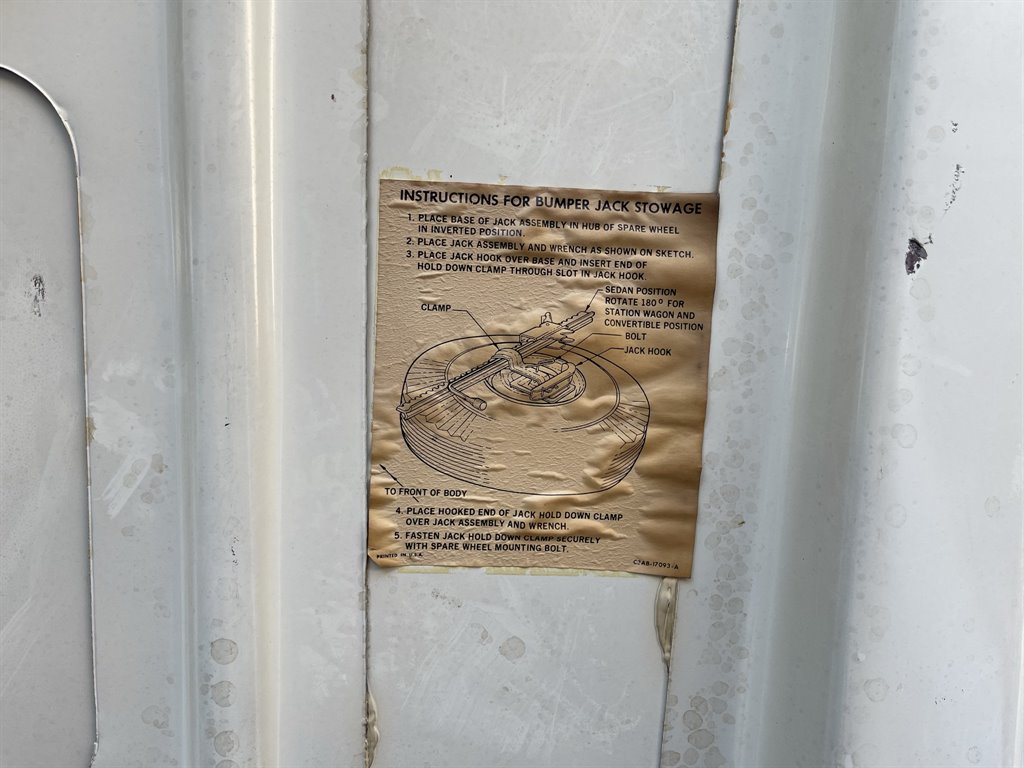 INSTRUCTIONS FOR BUMPER JACK STOWAGE
1. PLACE BASE OF JACK ASSEMBLY IN HUB OF SPARE WHEEL
IN INVERTED POSITION.
2. PLACE JACK ASSEMBLY AND WRENCH AS SHOWN ON SKETCH.
3. PLACE JACK HOOK OVER BASE AND INSERT END OF
HOLD DOWN CLAMP THROUGH SLOT IN JACK HOOK.
SEDAN POSITION
ROTATE 180° FOR
STATION WAGON AND
CONVERTIBLE POSITION
CLAMP
BOLT
JACK HOOK
TO FRONT OF BODY
4. PLACE HOOKED END OF JACK HOLD DOWN CLAMP
OVER JACK ASSEMBLY AND WRENCH.
5. FASTEN JACK HOLD DOWN CLAMP SECURELY
WITH SPARE WHEEL MOUNTING BOLT.
PRINTED IN U.S.A.
C7AB-17093-A